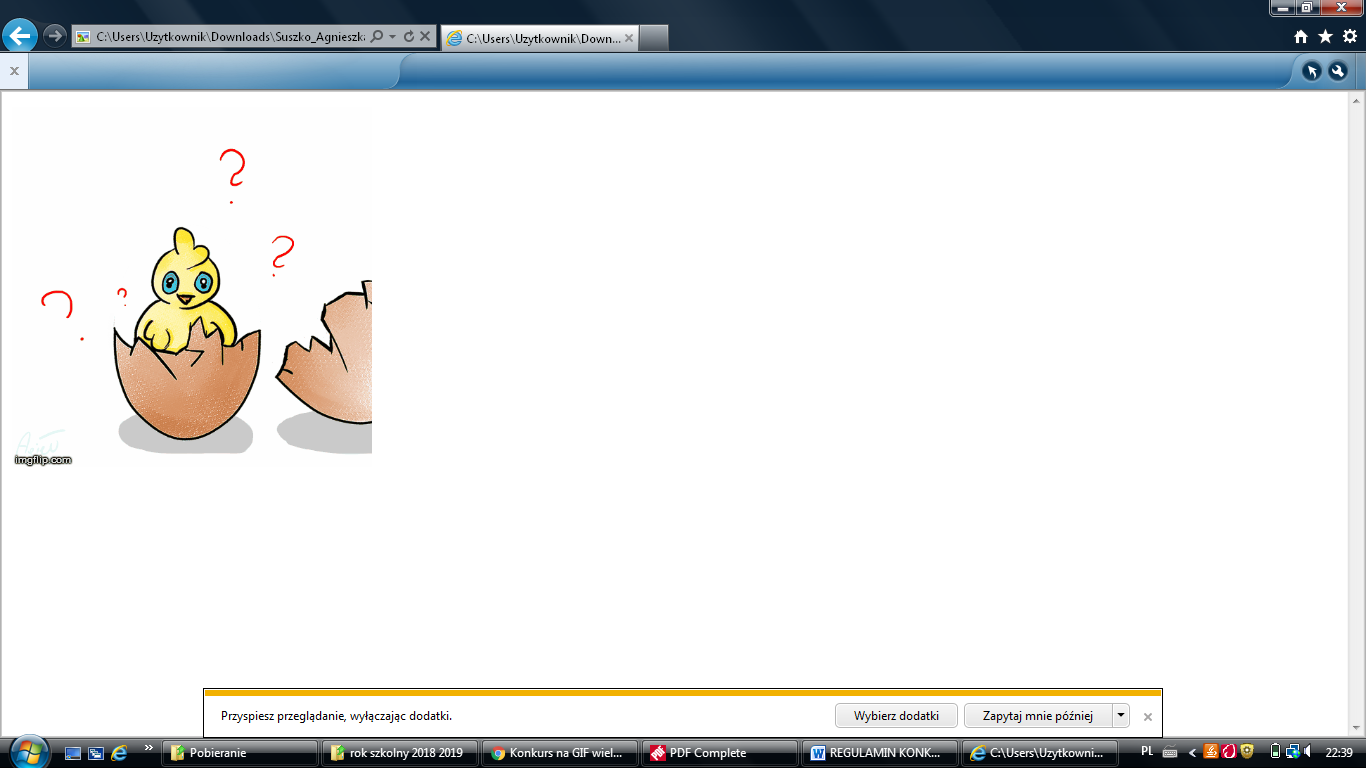 C:\Users\Uzytkownik\Downloads\Suszko_Agnieszka
C:\Users\Uzytkownik\Down...
?
?
?
?
imgflip.com
Przyspiesz przeglądanie, wyłączając dodatki.
Wybierz dodatki
Zapytaj mnie później
Pobieranie
rok szkolny 2018 2019
Konkurs na GIF wiel...
PDF Complete
REGULAMIN KONK...
C:\Users\Uzytkowni...
PL
22:39